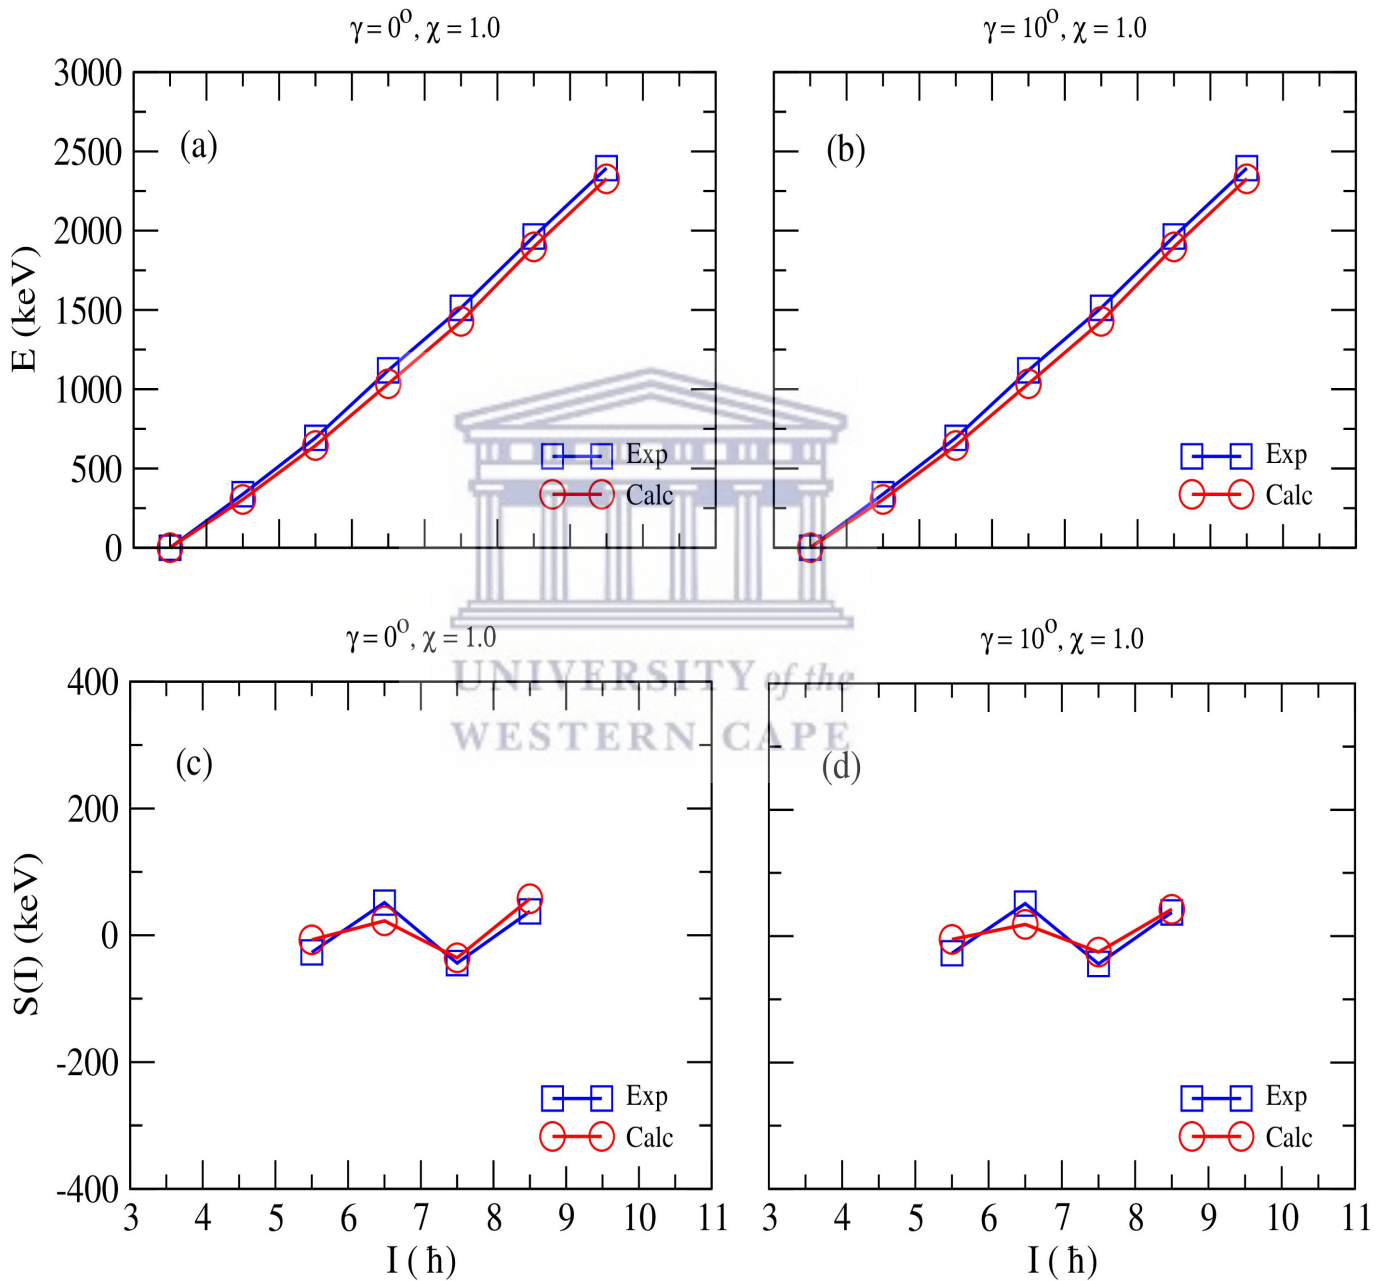 γ = 0°, χ = 1.0
γ = 10°, χ = 1.0
3000
2500
2000
1500
1000
500
0
E (keV)
(a)
(b)
Exp
Calc
Exp
Calc
γ = 0°, χ = 1.0
γ = 10°, χ = 1.0
UNIVERSITY of the
WESTERN CAPE
400
200
0
-200
-400
S(I) (keV)
(c)
(d)
Exp
Calc
Exp
Calc
3 4 5 6 7 8 9 10 11
3 4 5 6 7 8 9 10 11
I ( ħ)
I ( ħ)